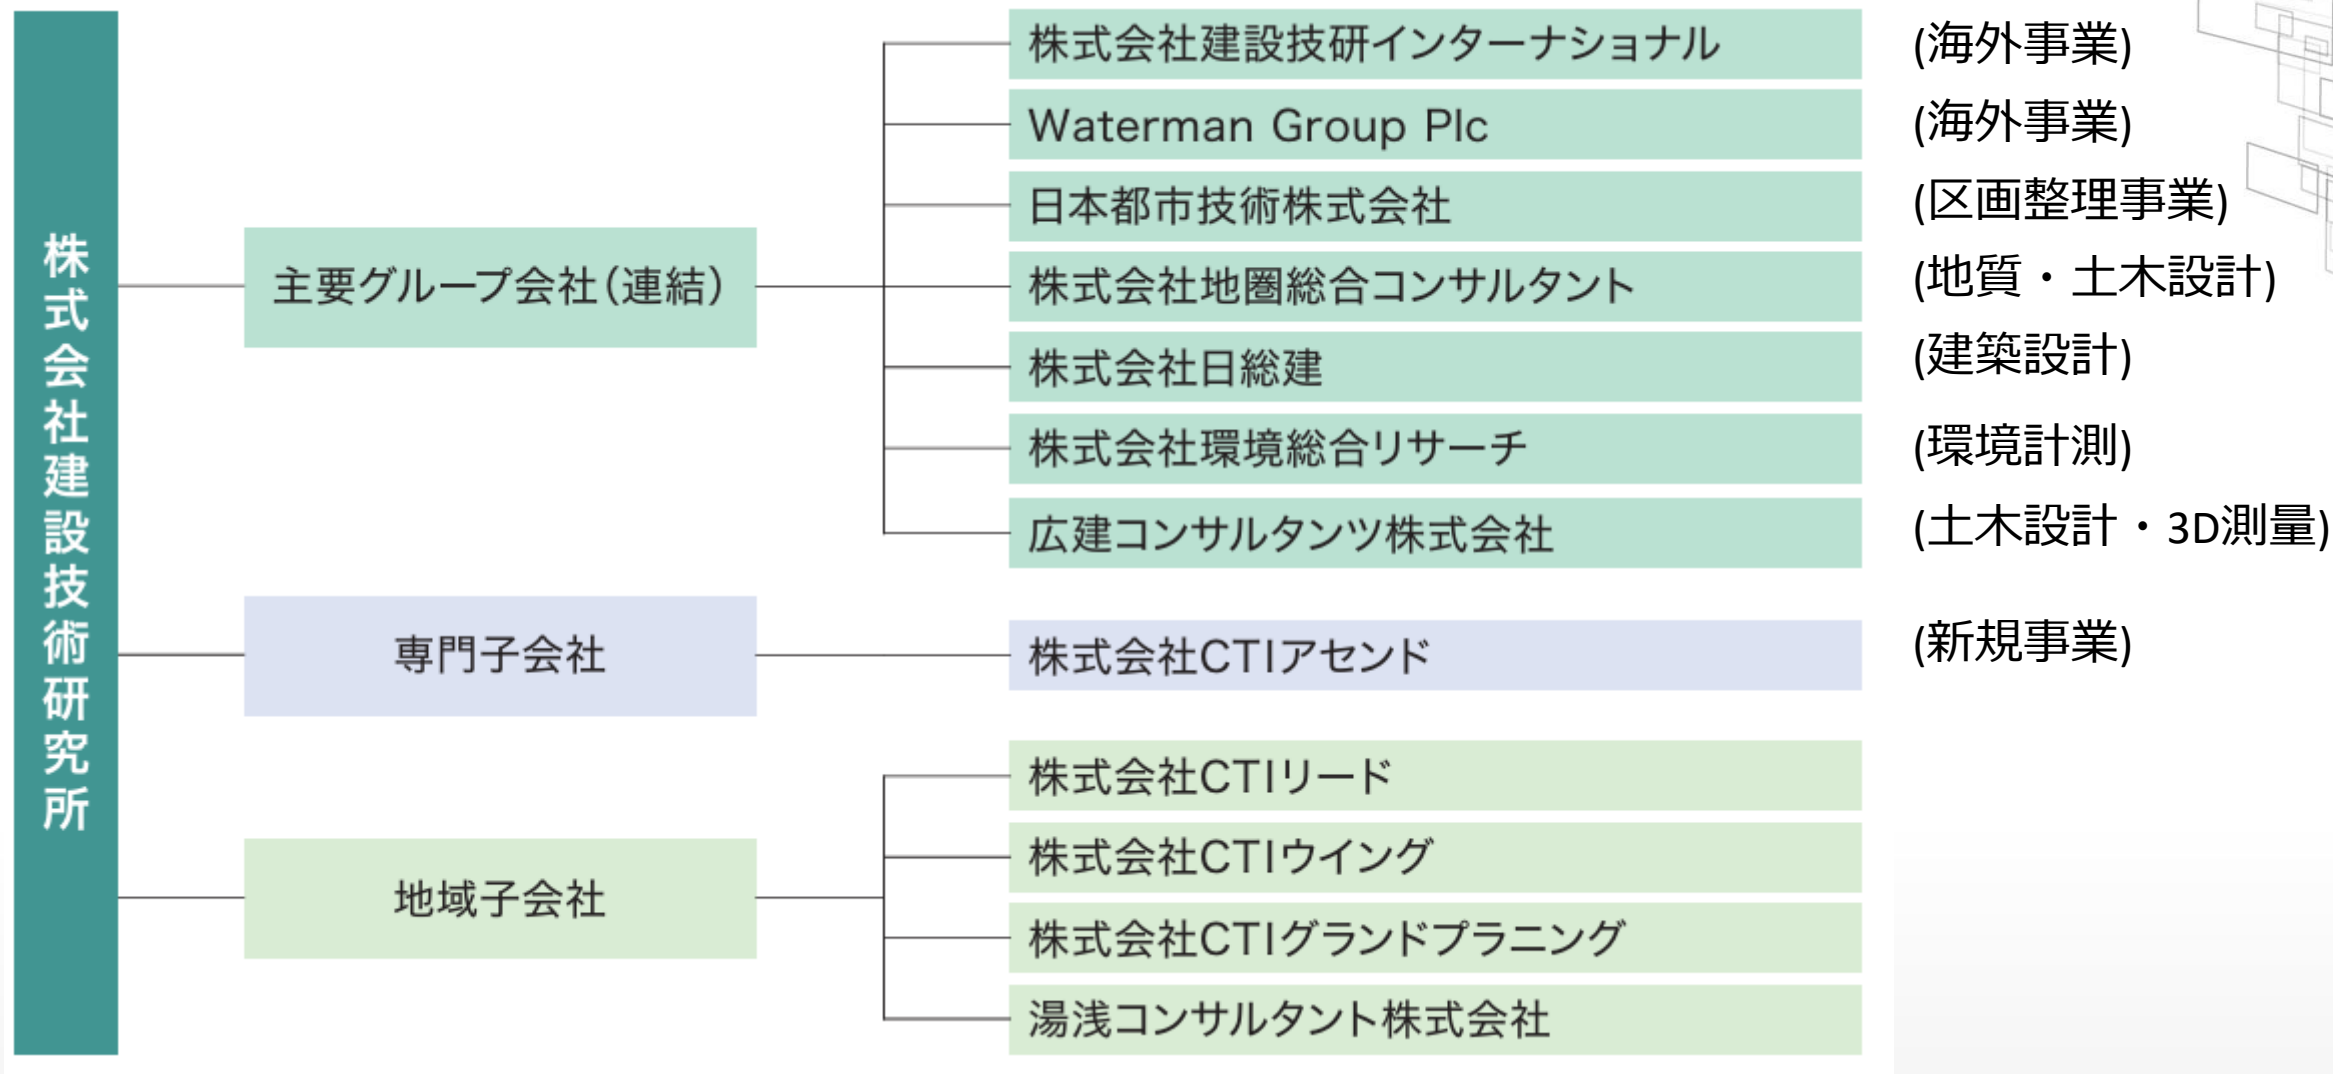 株式会社建設技術研究所
主要グループ会社(連結)
株式会社建設技研インターナショナル (海外事業)
Waterman Group Plc (海外事業)
日本都市技術株式会社 (区画整理事業)
株式会社地圏総合コンサルタント (地質・土木設計)
株式会社日総建 (建築設計)
株式会社環境総合リサーチ (環境計測)
広建コンサルタンツ株式会社 (土木設計・3D測量)
専門子会社
株式会社CTIアセンド (新規事業)
地域子会社
株式会社CTIリード
株式会社CTIウイング
株式会社CTIグランドプラニング
湯浅コンサルタント株式会社